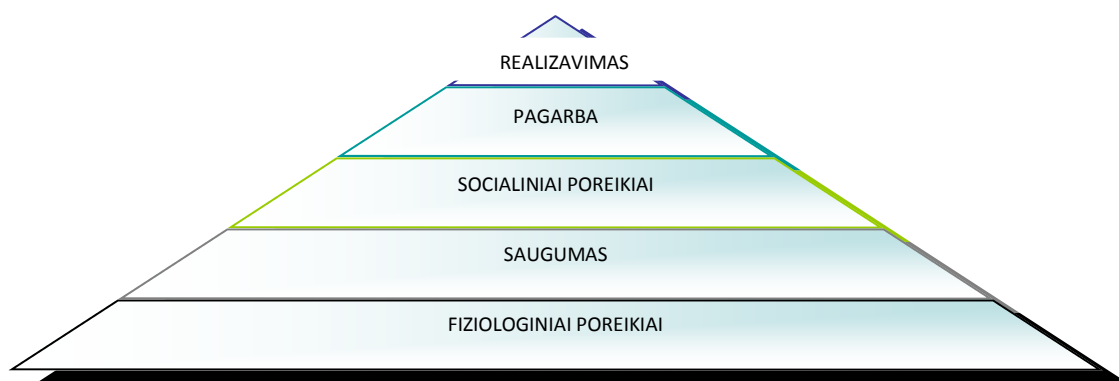 REALIZAVIMAS
PAGARBA
SOCIALINIAI POREIKIAI
SAUGUMAS
FIZIOLOGINIAI POREIKIAI